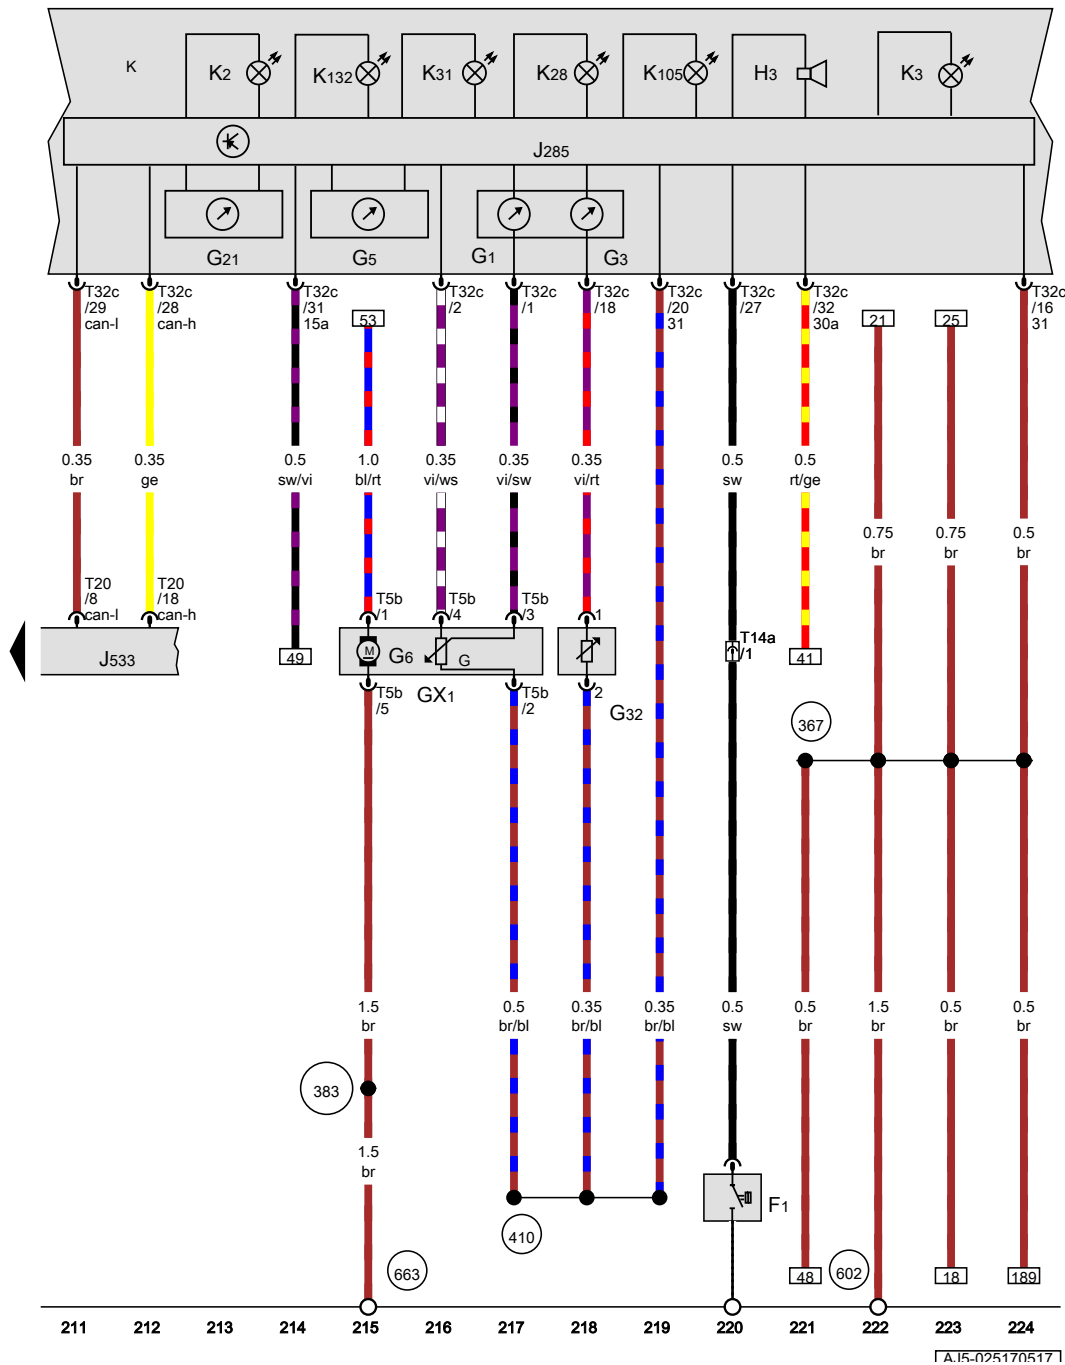 K
K2
K132
K31
K28
K105
H3
K3
J285
G21
G5
G1
G3
T32c /29 can-l
T32c /28 can-h
T32c /31 15a
T32c /2
T32c /1
T32c /18
T32c /20 31
T32c /27
T32c /32 30a
T32c /16 31
53
21
25
0.35 br
0.35 ge
0.5 sw/vi
1.0 bl/rt
0.35 vi/ws
0.35 vi/sw
0.35 vi/rt
0.5 sw
0.5 rt/ge
0.75 br
0.75 br
0.5 br
T20 /8 can-l
T20 /18 can-h
T5b /1
T5b /4
T5b /3
1
J533
49
M
G6
G
T14a /1
41
T5b /5
GX1
T5b /2
2
G32
367
1.5 br
0.5 br/bl
0.35 br/bl
0.35 br/bl
0.5 sw
0.5 br
1.5 br
0.5 br
0.5 br
383
1.5 br
F1
410
663
48
602
18
189
211 212 213 214 215 216 217 218 219 220 221 222 223 224
AJ5-025170517